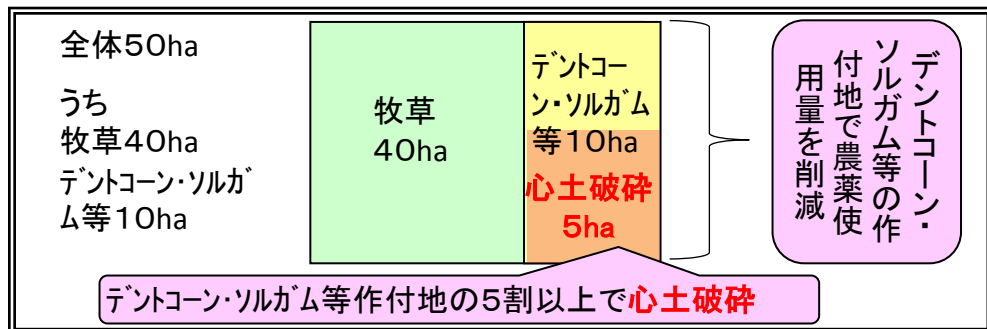 全体50ha
うち
牧草40ha
ﾃﾞﾝﾄｺｰﾝ・ｿﾙｶﾞ
ﾑ等10ha
牧草
40ha
ﾃﾞﾝﾄｺｰ
ﾝ・ｿﾙｶﾞﾑ
等10ha
心土破砕
5ha
デントコーン・
ソルガム等の作
付地で農薬使
用量を削減
ﾃﾞﾝﾄｺｰﾝ・ｿﾙｶﾞﾑ等作付地の5割以上で心土破砕